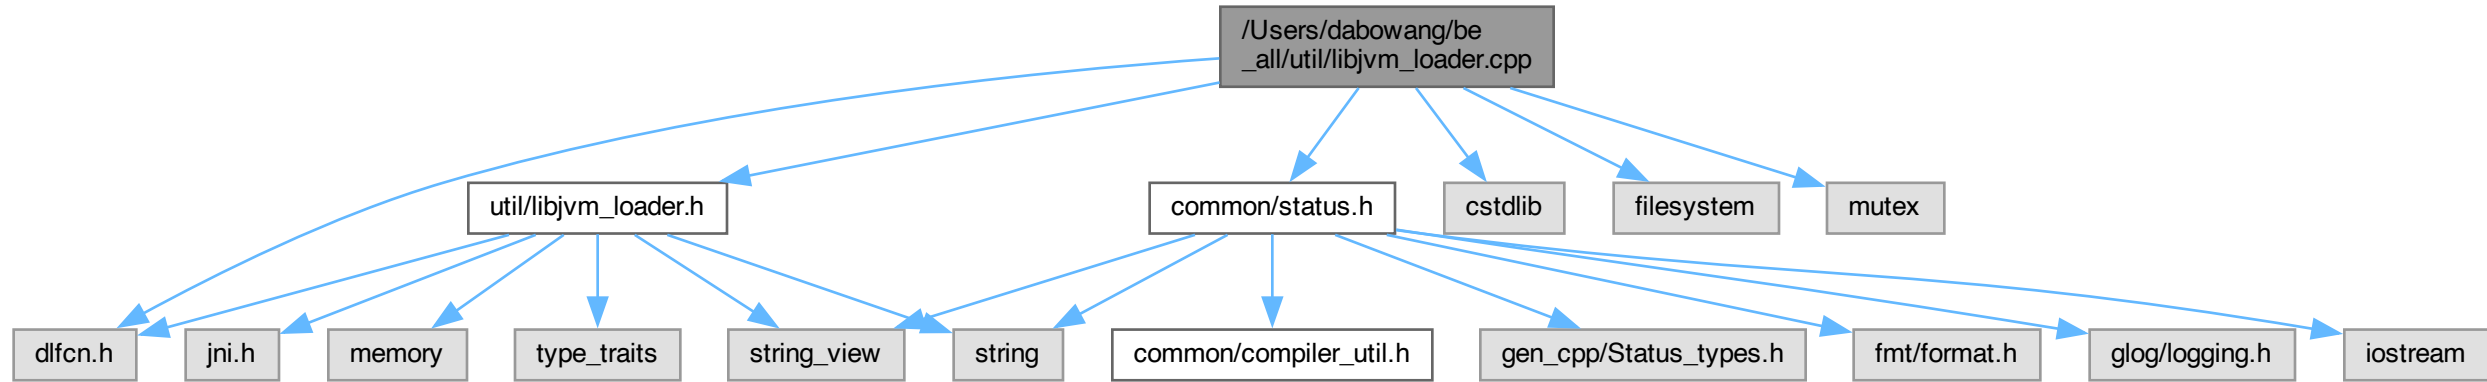 /Users/dabowang/be
_all/util/libjvm_loader.cpp
util/libjvm_loader.h
common/status.h
cstdlib
filesystem
mutex
dlfcn.h
jni.h
memory
type_traits
string_view
string
common/compiler_util.h
gen_cpp/Status_types.h
fmt/format.h
glog/logging.h
iostream